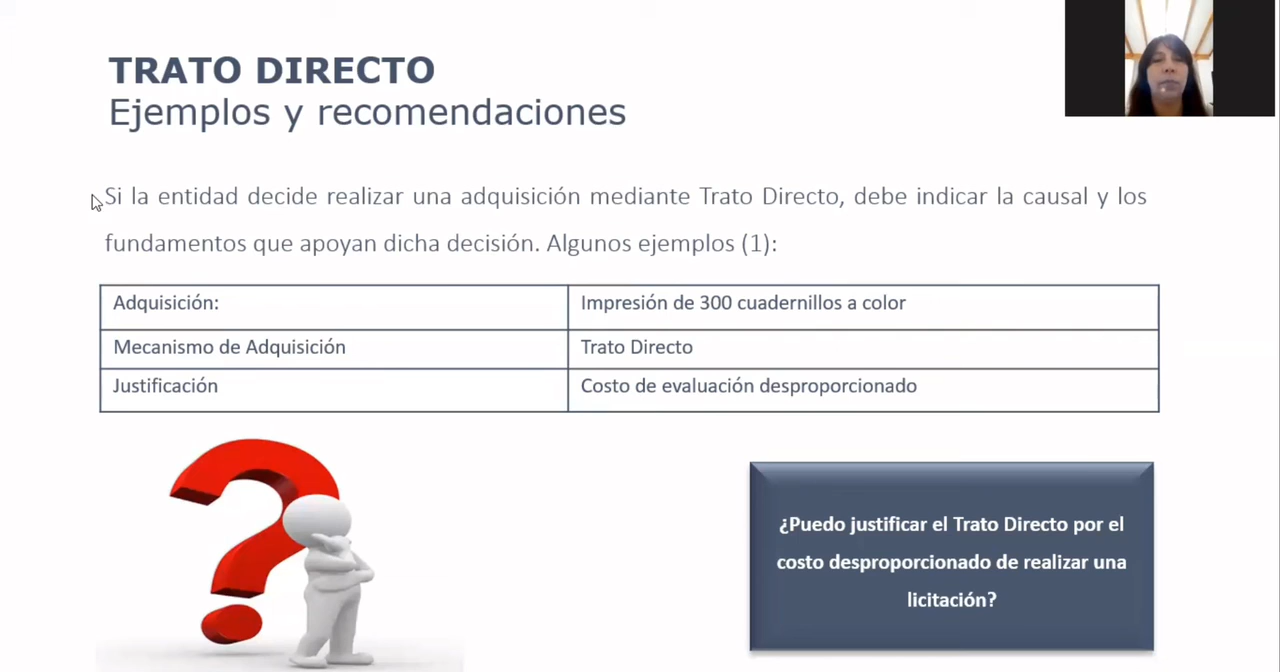 TRATO DIRECTO
Ejemplos y recomendaciones
Si la entidad decide realizar una adquisición mediante Trato Directo, debe indicar la causal y los
fundamentos que apoyan dicha decisión. Algunos ejemplos (1):
Adquisición:
Impresión de 300 cuadernillos a color
Mecanismo de Adquisición
Trato Directo
Justificación
Costo de evaluación desproporcionado
¿Puedo justificar el Trato Directo por el
costo desproporcionado de realizar una
licitación?